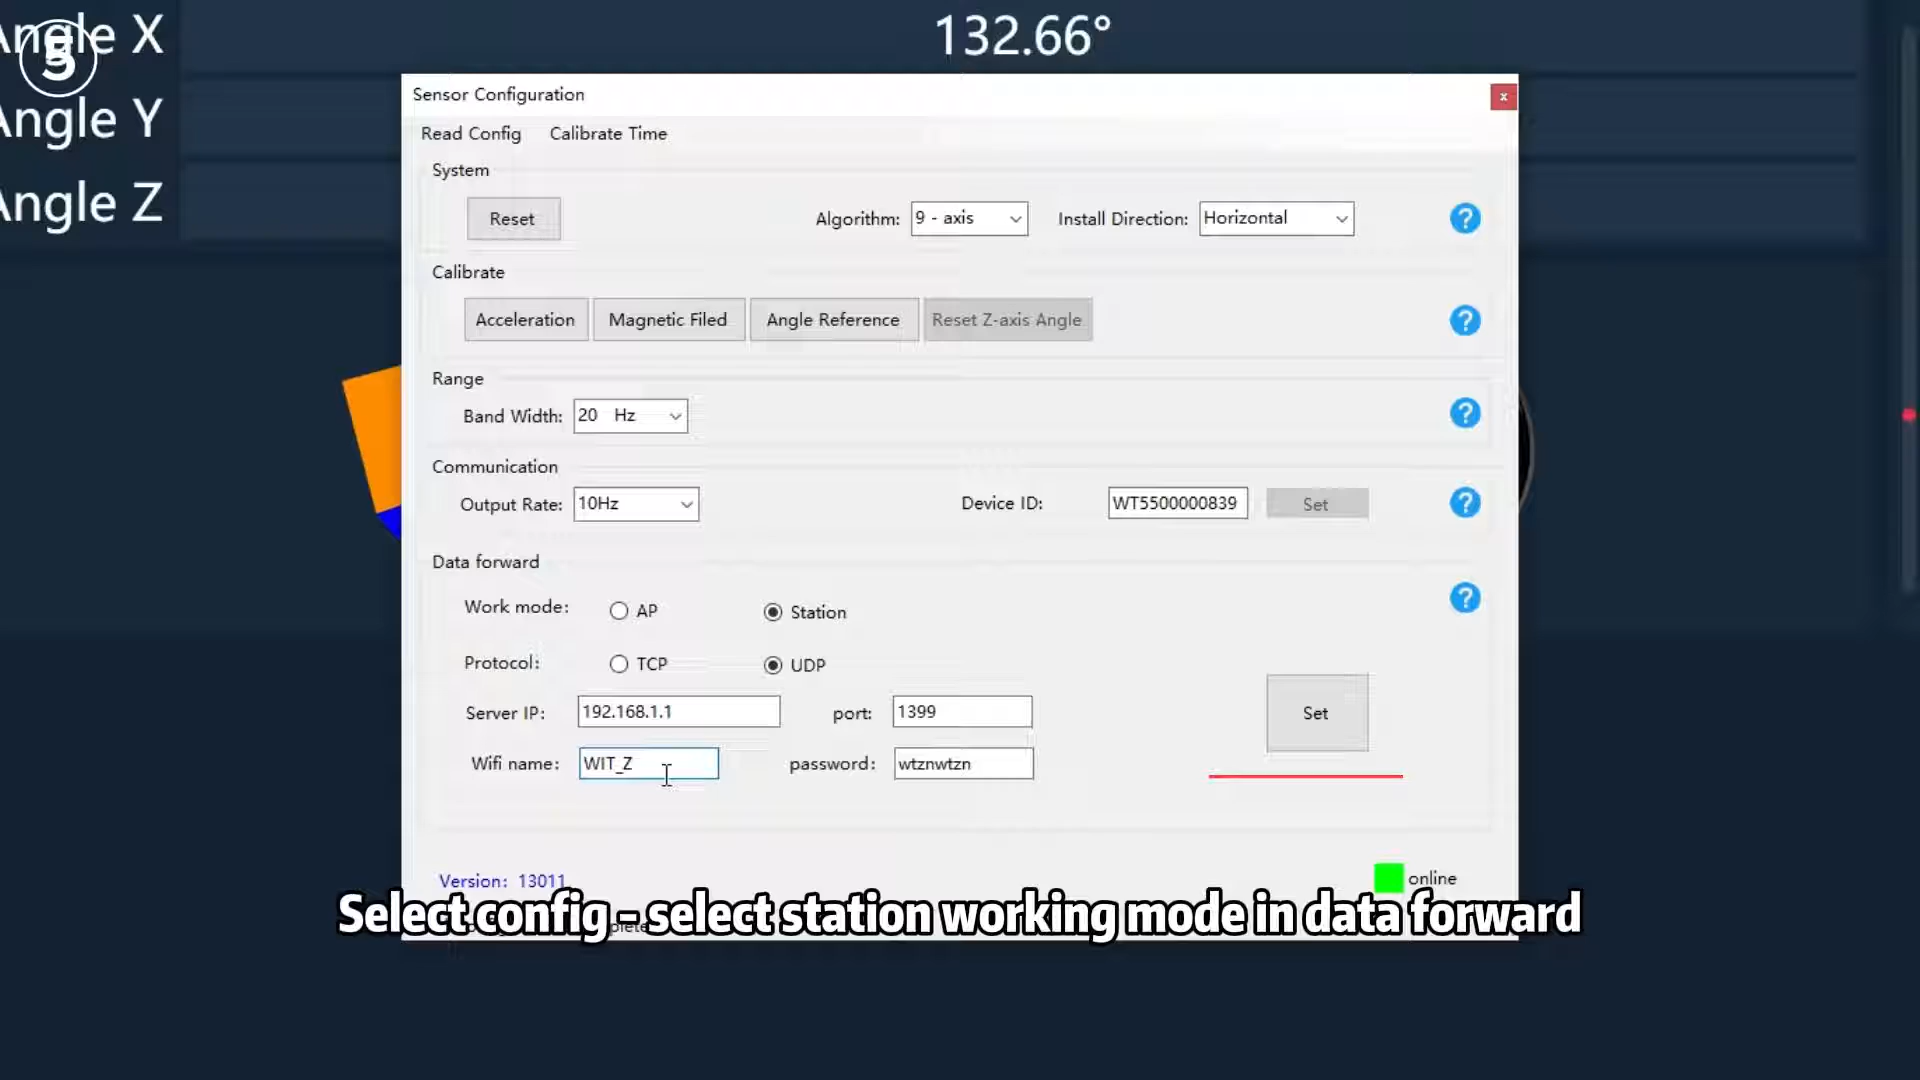 Angle X 132.66°
5
Angle Y
Angle Z
Sensor Configuration x
Read Config Calibrate Time
System
Reset Algorithm: 9 - axis Install Direction: Horizontal ?
Calibrate
Acceleration Magnetic Filed Angle Reference Reset Z-axis Angle ?
Range
Band Width: 20 Hz ?
Communication
Output Rate: 10Hz Device ID: WT5500000839 Set ?
Data forward
Work mode: AP Station ?
Protocol: TCP UDP
Server IP: 192.168.1.1 port: 1399 Set
Wifi name: WIT_Z password: wtznwtzn
Version: 13011 online
Select config - select station working mode in data forward